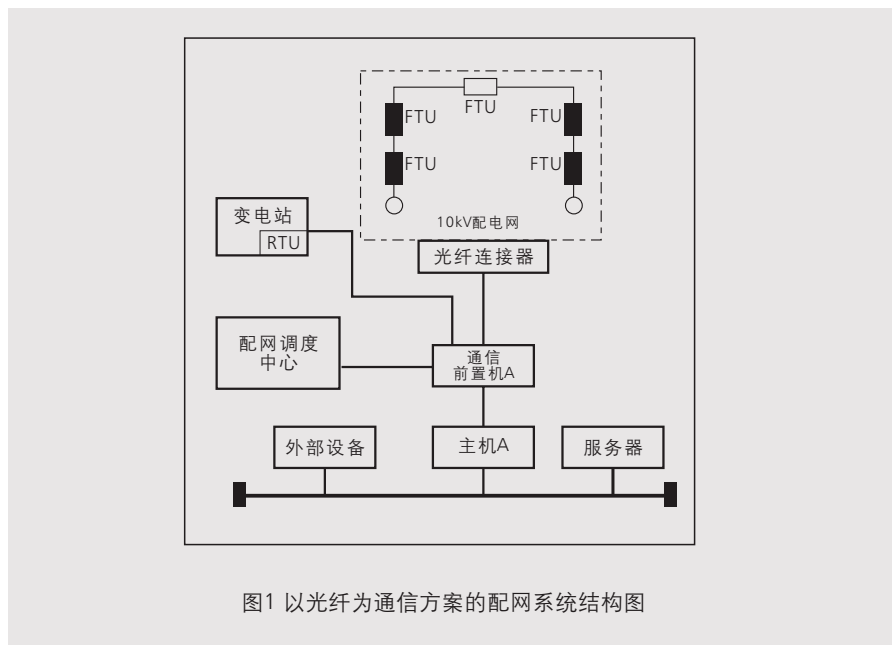 FTU
FTU
FTU
FTU
FTU
10kV配电网
变电站
RTU
光纤连接器
配网调度
中心
通信
前置机A
外部设备
主机A
服务器
图1 以光纤为通信方案的配网系统结构图